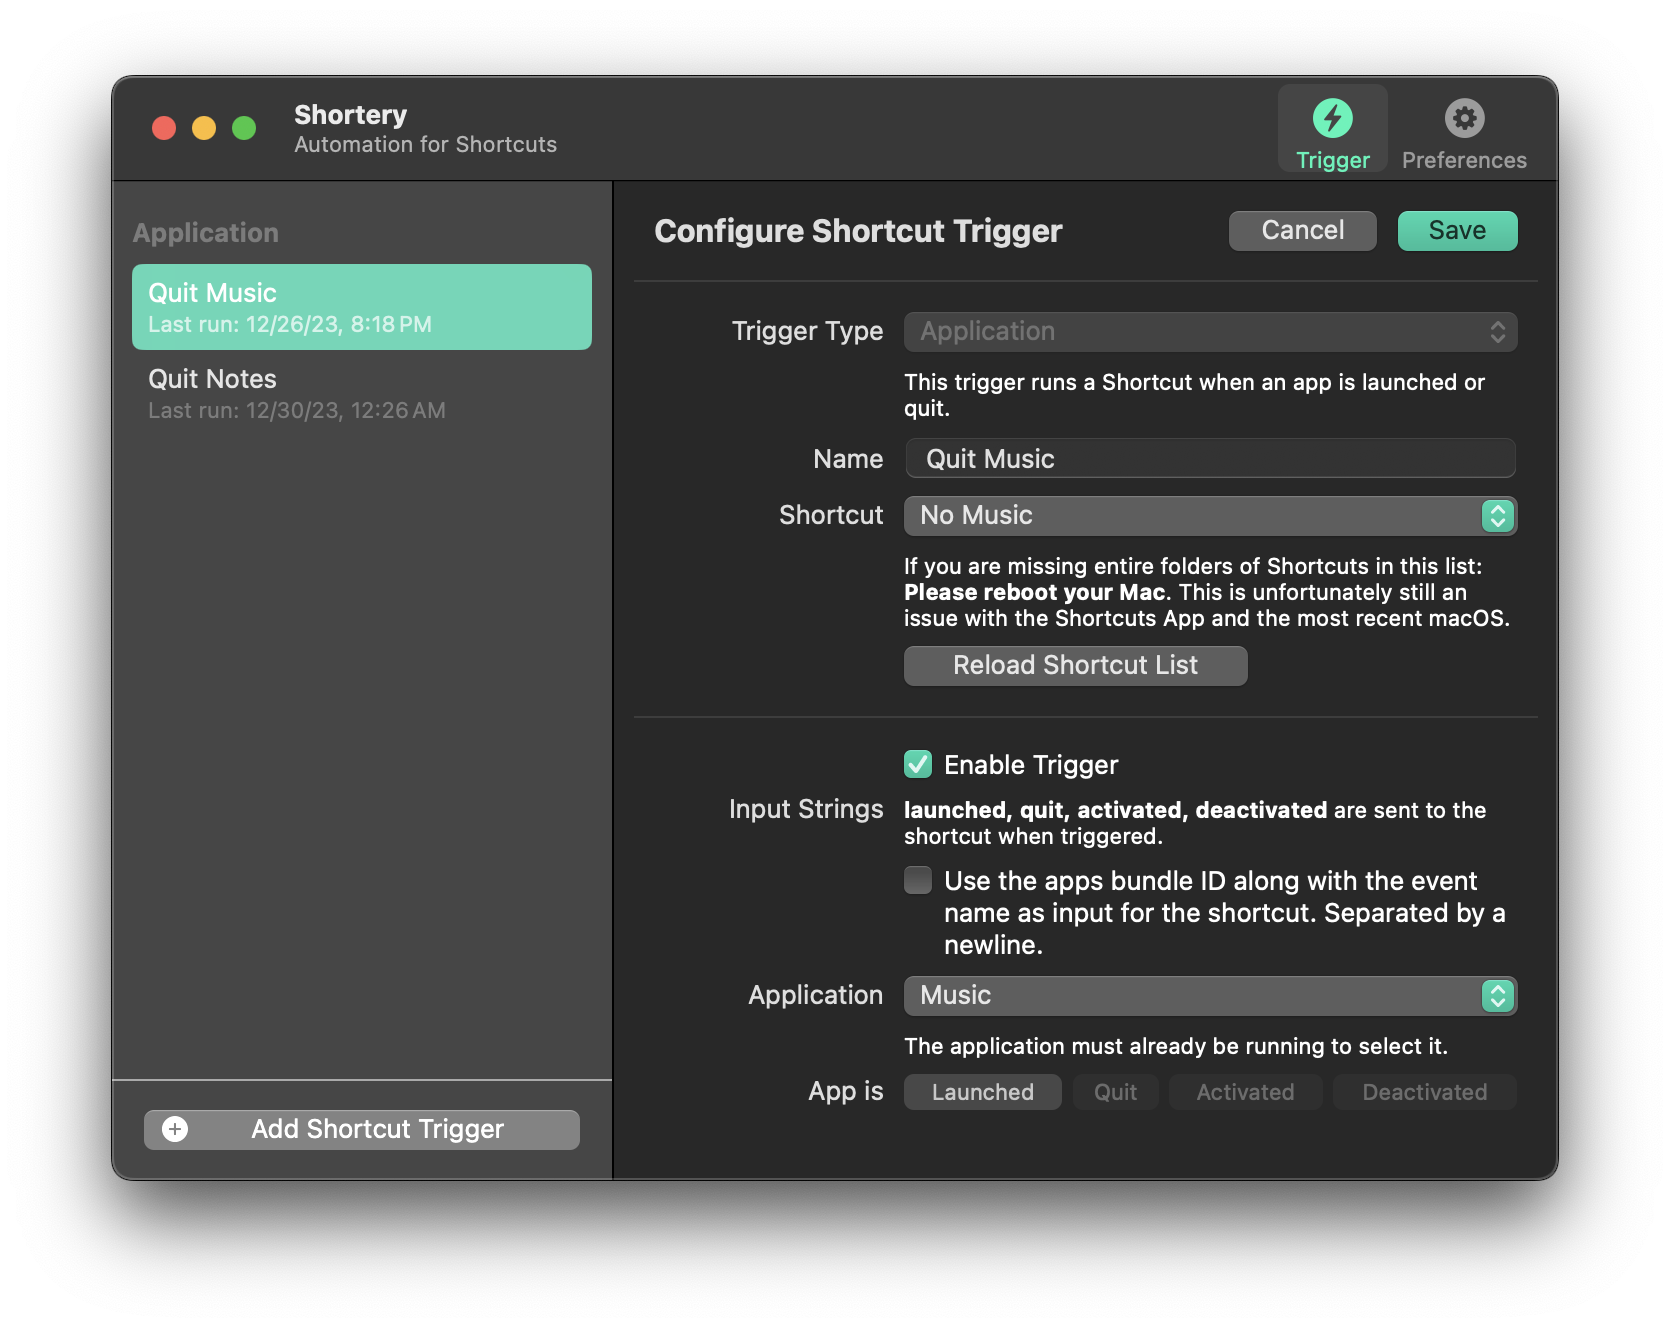 Shortery
Automation for Shortcuts
Trigger
Preferences
Application
Quit Music
Last run: 12/26/23, 8:18 PM
Quit Notes
Last run: 12/30/23, 12:26 AM
Add Shortcut Trigger
Configure Shortcut Trigger
Cancel
Save
Trigger Type
Application
This trigger runs a Shortcut when an app is launched or
quit.
Name
Quit Music
Shortcut
No Music
If you are missing entire folders of Shortcuts in this list:
Please reboot your Mac. This is unfortunately still an
issue with the Shortcuts App and the most recent macOS.
Reload Shortcut List
Enable Trigger
Input Strings
launched, quit, activated, deactivated are sent to the
shortcut when triggered.
Use the apps bundle ID along with the event
name as input for the shortcut. Separated by a
newline.
Application
Music
The application must already be running to select it.
App is
Launched
Quit
Activated
Deactivated